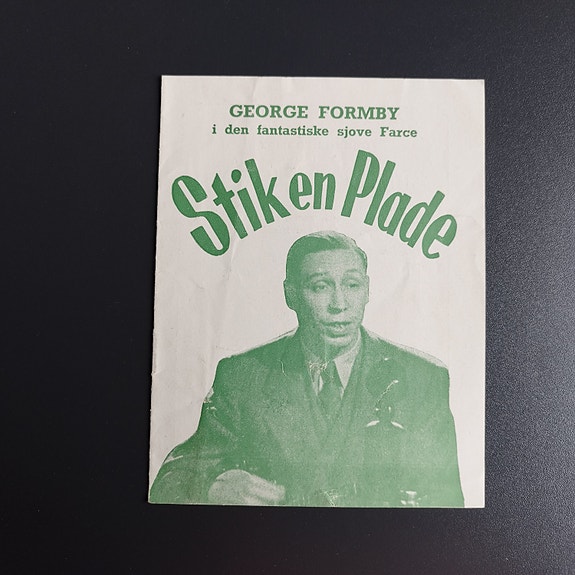 GEORGE FORMBY
i den fantastiske sjove Farce
Stik en Plade